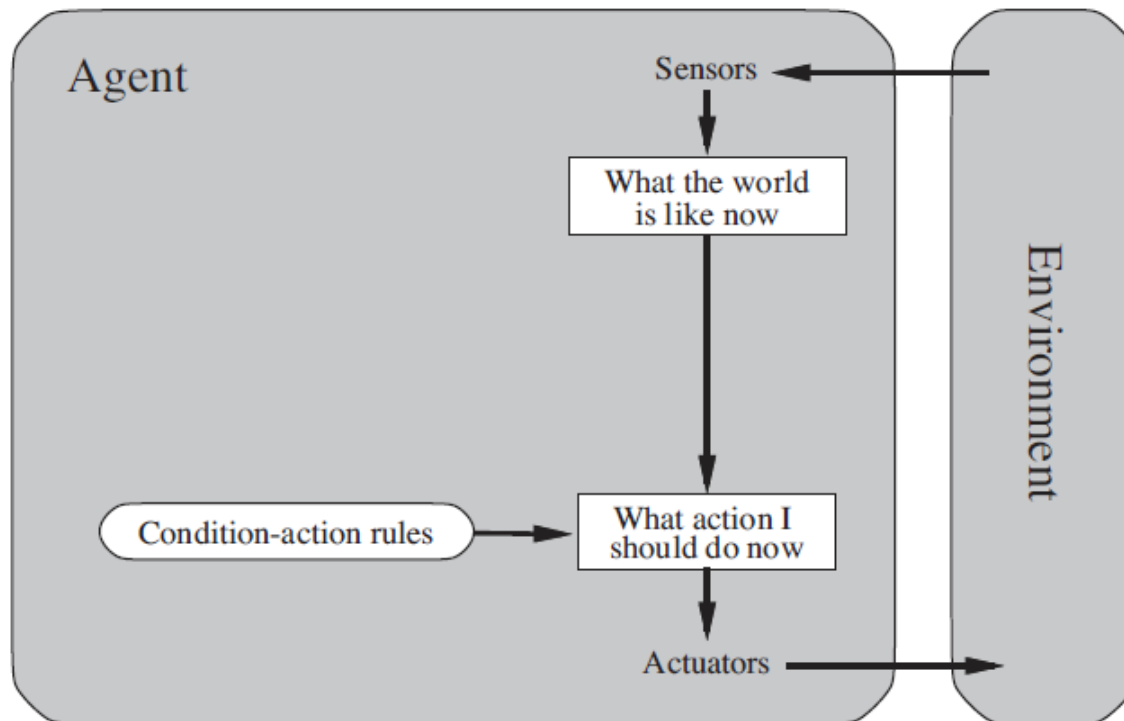 Agent
Sensors
What the world
is like now
Environment
Condition-action rules
What action I
should do now
Actuators